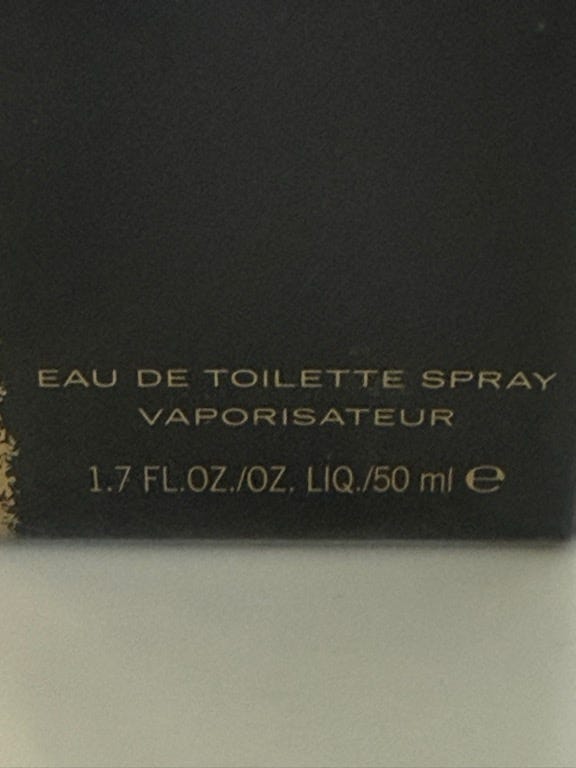 EAU DE TOILETTE SPRAY
VAPORISATEUR
1.7 FL.OZ./OZ. LIQ./50 ml ℮